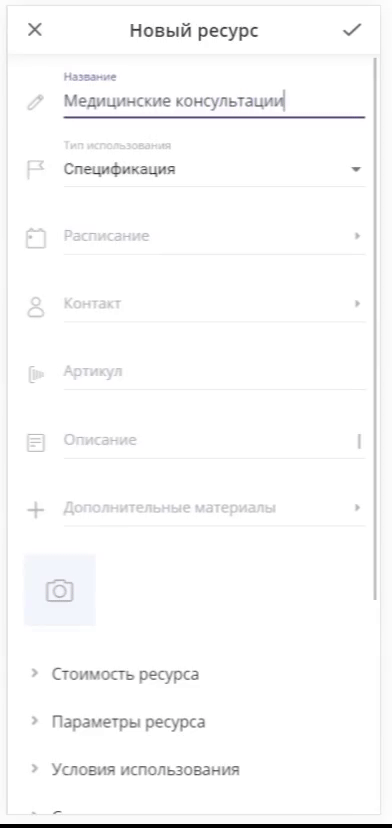 Новый ресурс
Название
Медицинские консультации
Тип использования
Спецификация
Расписание
Контакт
Артикул
Описание
Дополнительные материалы
Стоимость ресурса
Параметры ресурса
Условия использования